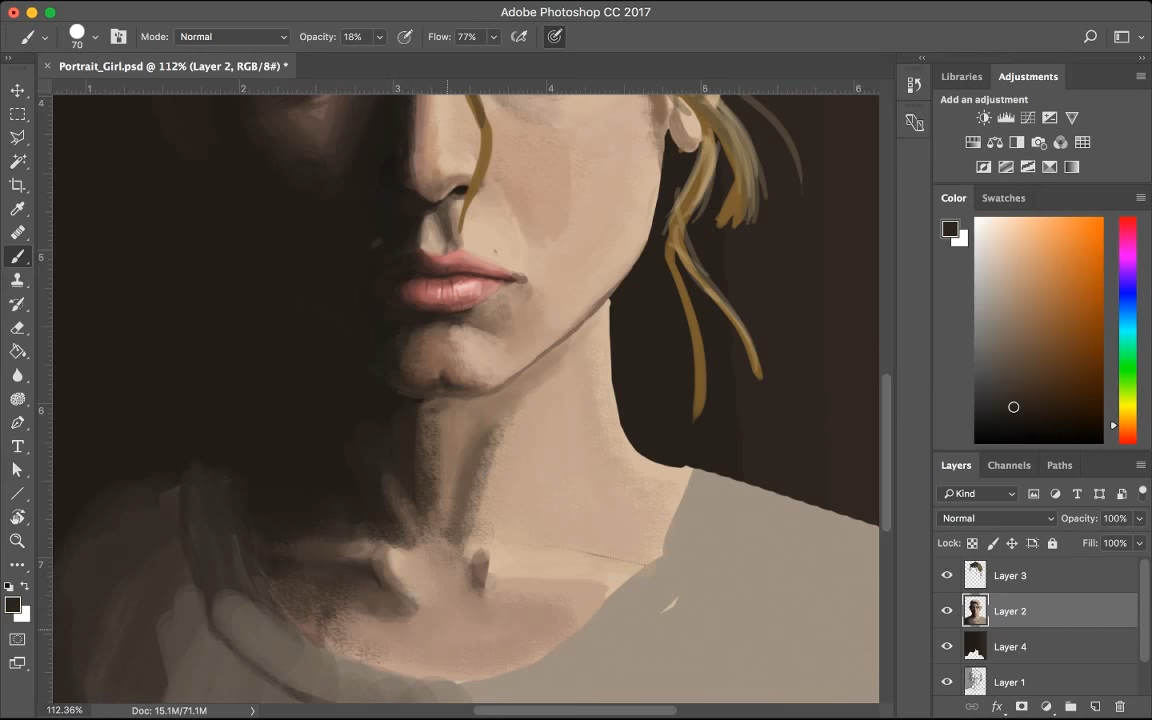 Adobe Photoshop CC 2017
70 Mode: Normal Opacity: 18% Flow: 77%
Portrait_Girl.psd @ 112% (Layer 2, RGB/8#) *
1 2 3 4 5 6
4
5
6
7
Libraries Adjustments
Add an adjustment
Color Swatches
Layers Channels Paths
Kind
Normal Opacity: 100%
Lock: Fill: 100%
Layer 3
Layer 2
Layer 4
Layer 1
fx
112.36% Doc: 15.1M/71.1M